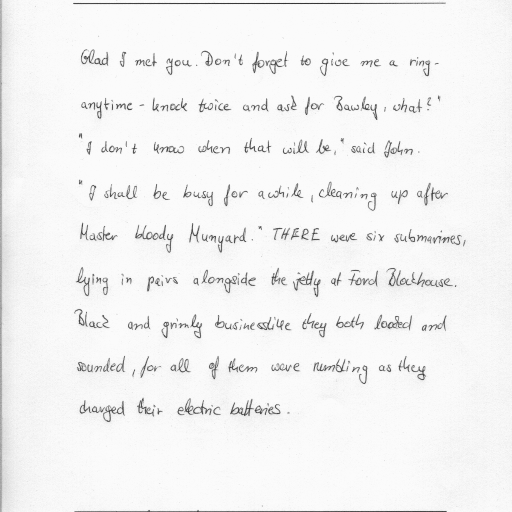 Glad I met you. Don't forget to give me a ring-
anytime - knock twice and ask for Bawley, what?"
"I don't know when that will be," said John.
"I shall be busy for awhile, cleaning up after
Master bloody Munyard." THERE were six submarines,
lying in pairs alongside the jetty at Ford Blockhouse.
Black and grimly businesslike they both looked and
sounded, for all of them were rumbling as they
charged their electric batteries.